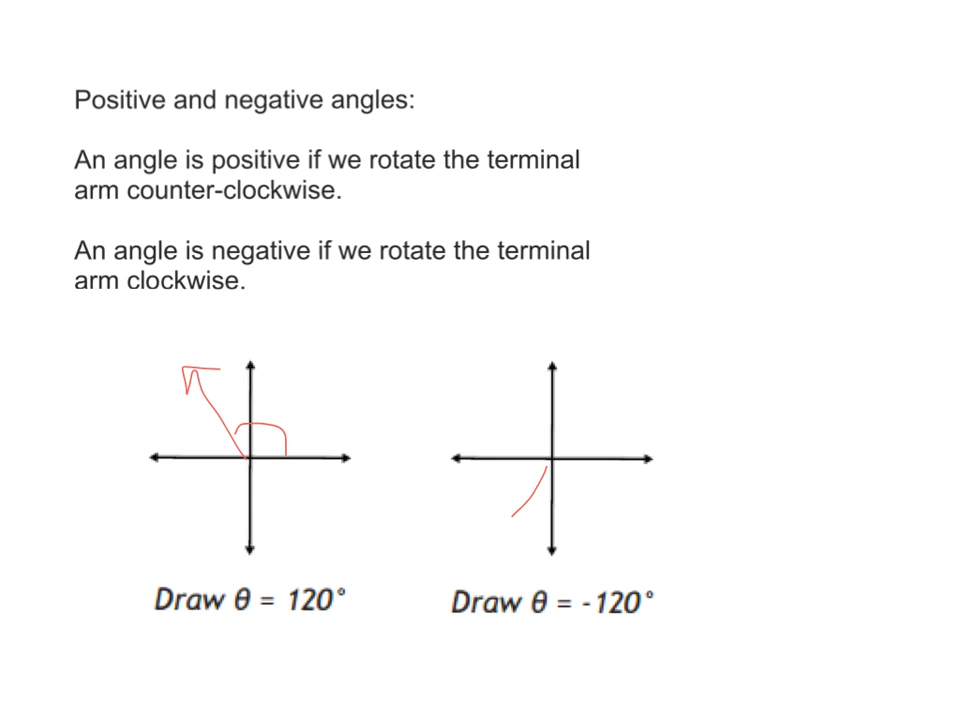 Positive and negative angles:
An angle is positive if we rotate the terminal
arm counter-clockwise.
An angle is negative if we rotate the terminal
arm clockwise.
Draw θ = 120°
Draw θ = -120°